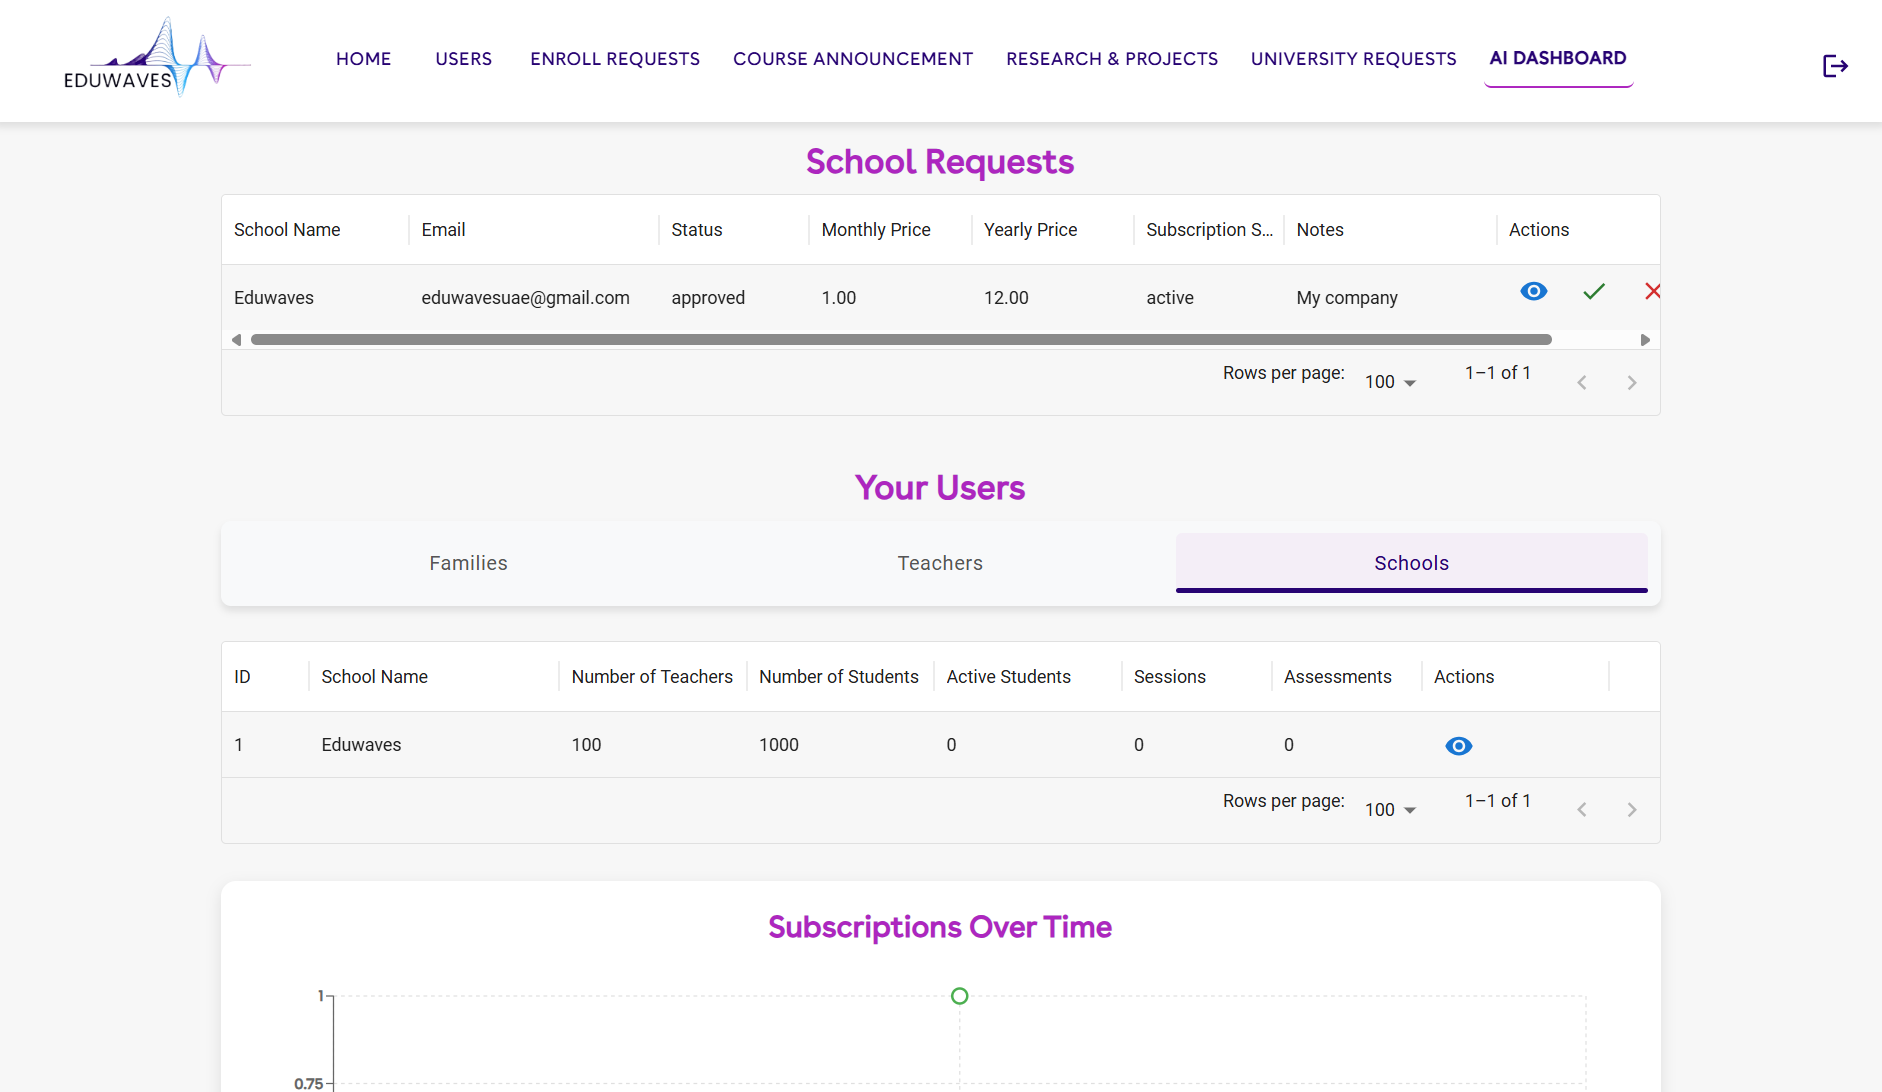 EDUWAVES
HOME USERS ENROLL REQUESTS COURSE ANNOUNCEMENT RESEARCH & PROJECTS UNIVERSITY REQUESTS AI DASHBOARD
School Requests
School Name Email Status Monthly Price Yearly Price Subscription S... Notes Actions
Eduwaves eduwavesuae@gmail.com approved 1.00 12.00 active My company
Rows per page: 100 1–1 of 1
Your Users
Families Teachers Schools
ID School Name Number of Teachers Number of Students Active Students Sessions Assessments Actions
1 Eduwaves 100 1000 0 0 0
Rows per page: 100 1–1 of 1
Subscriptions Over Time
1
0.75